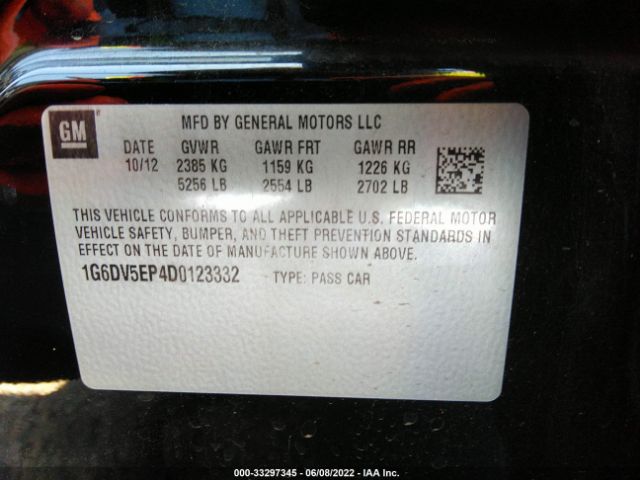 GM
MFD BY GENERAL MOTORS LLC
DATE GVWR GAWR FRT GAWR RR
10/12 2385 KG 1159 KG 1226 KG
5256 LB 2554 LB 2702 LB
THIS VEHICLE CONFORMS TO ALL APPLICABLE U.S. FEDERAL MOTOR
VEHICLE SAFETY, BUMPER, AND THEFT PREVENTION STANDARDS IN
EFFECT ON THE DATE OF MANUFACTURE SHOWN ABOVE.
1G6DV5EP4D0123332 TYPE: PASS CAR
000-33297345 - 06/08/2022 - IAA Inc.